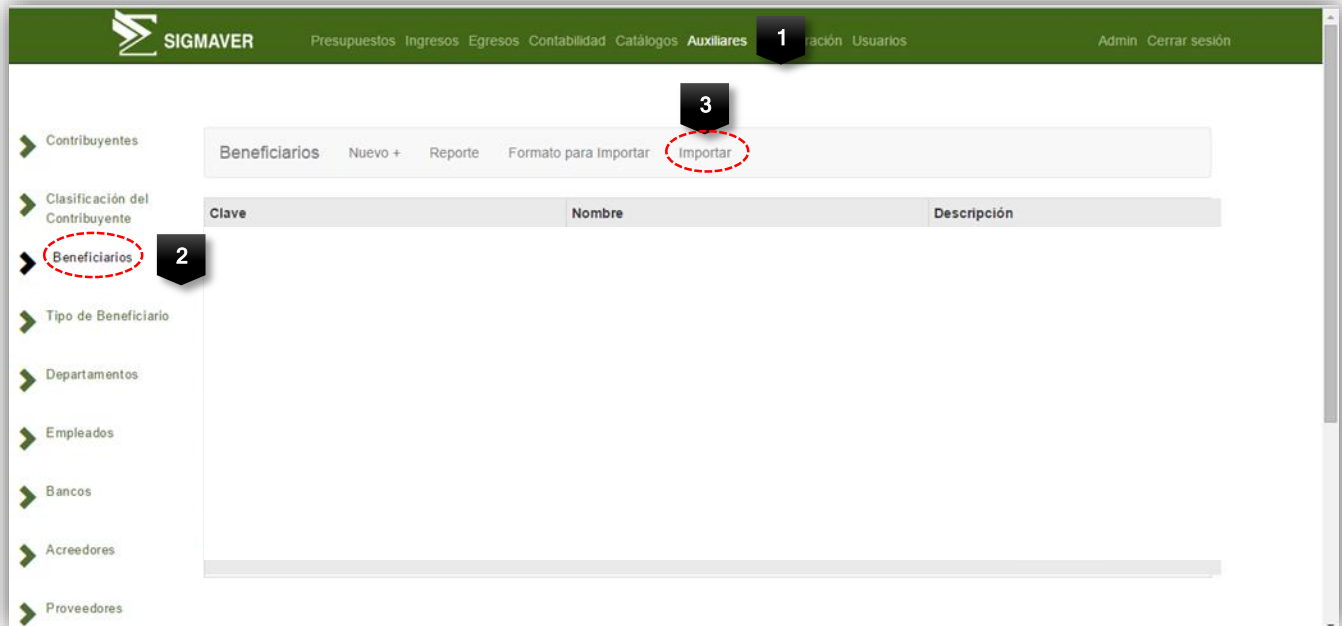 SIGMAVER
Presupuestos Ingresos Egresos Contabilidad Catálogos Auxiliares 1 ración Usuarios
Admin Cerrar sesión
3
Contribuyentes
Beneficiarios Nuevo + Reporte Formato para Importar Importar
Clasificación del
Contribuyente
Clave Nombre Descripción
Beneficiarios 2
Tipo de Beneficiario
Departamentos
Empleados
Bancos
Acreedores
Proveedores